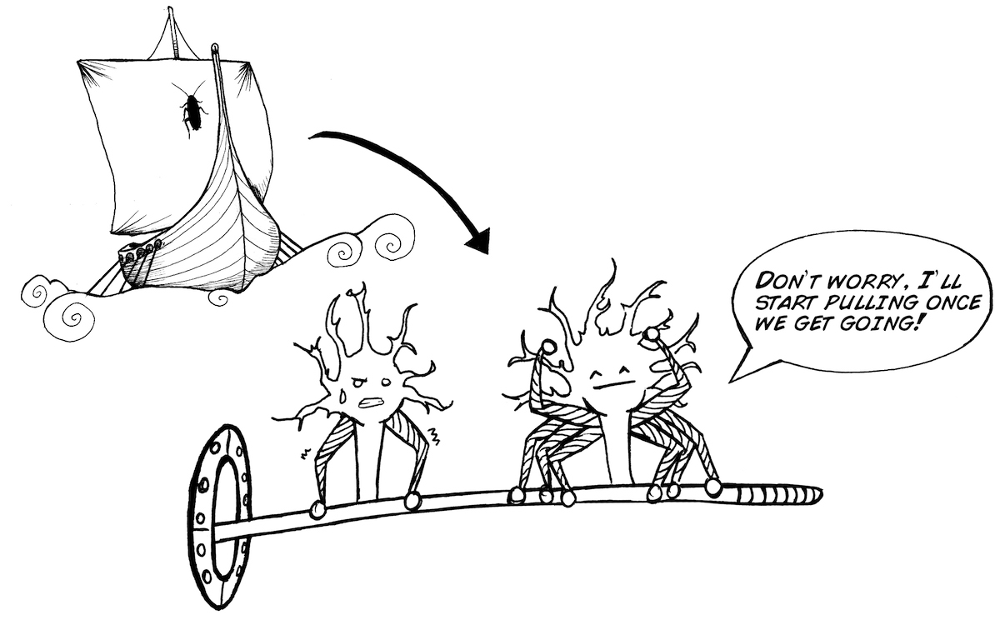 DON'T WORRY, I'LL
START PULLING ONCE
WE GET GOING!